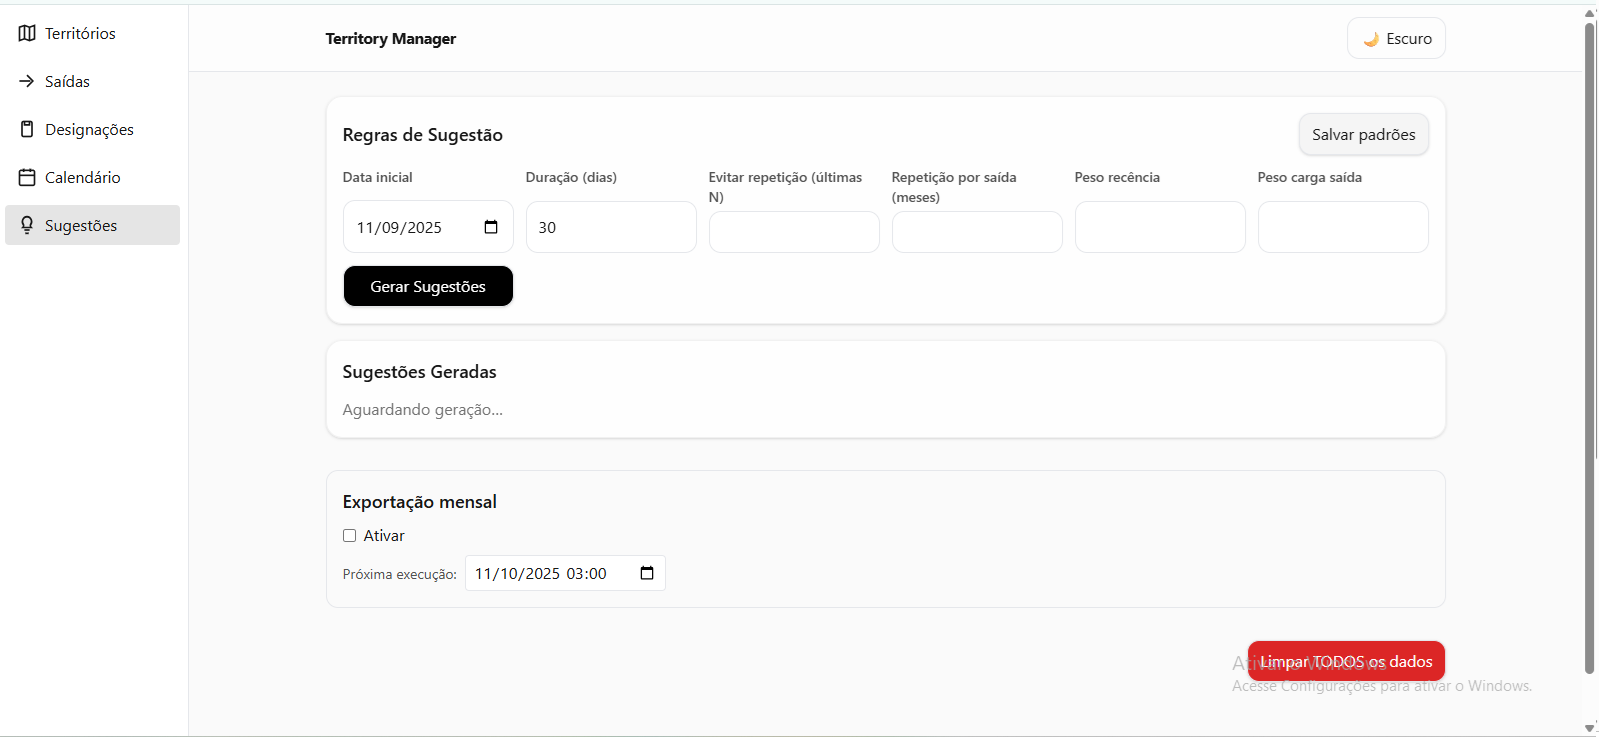 Territórios
Saídas
Designações
Calendário
Sugestões
Territory Manager
🌙 Escuro
Regras de Sugestão
Salvar padrões
Data inicial
Duração (dias)
Evitar repetição (últimas
N)
Repetição por saída
(meses)
Peso recência
Peso carga saída
11/09/2025
30
Gerar Sugestões
Sugestões Geradas
Aguardando geração...
Exportação mensal
Ativar
Próxima execução:
11/10/2025 03:00
Limpar TODOS os dados
Ativar o Windows
Acesse Configurações para ativar o Windows.